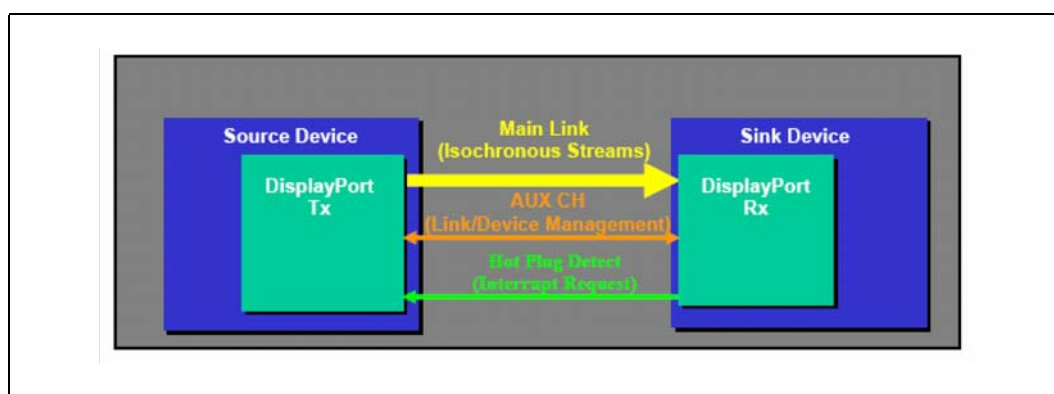 Source Device
DisplayPort
Tx
Main Link
(Isochronous Streams)
AUX CH
(Link/Device Management)
Hot Plug Detect
(Interrupt Request)
Sink Device
DisplayPort
Rx